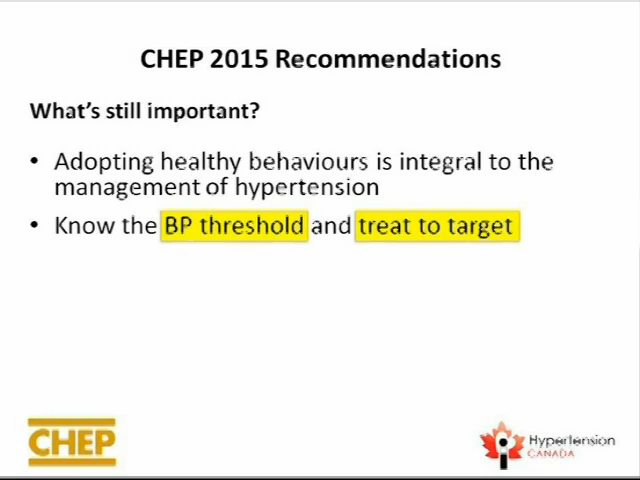 CHEP 2015 Recommendations
What's still important?
• Adopting healthy behaviours is integral to the
management of hypertension
• Know the BP threshold and treat to target
CHEP
Hypertension
CANADA